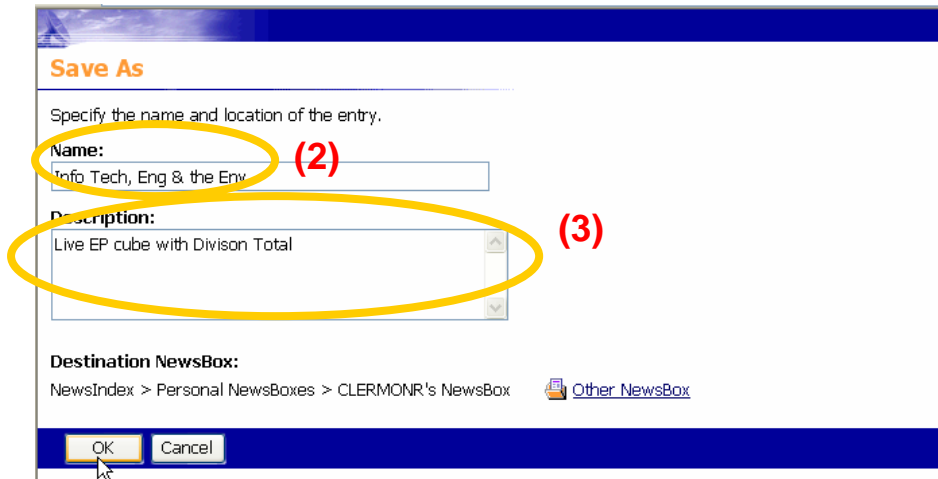 Save As
Specify the name and location of the entry.
Name:
(2)
Info Tech, Eng & the Env
Description:
(3)
Live EP cube with Divison Total
Destination NewsBox:
NewsIndex > Personal NewsBoxes > CLERMONR's NewsBox Other NewsBox
OK Cancel